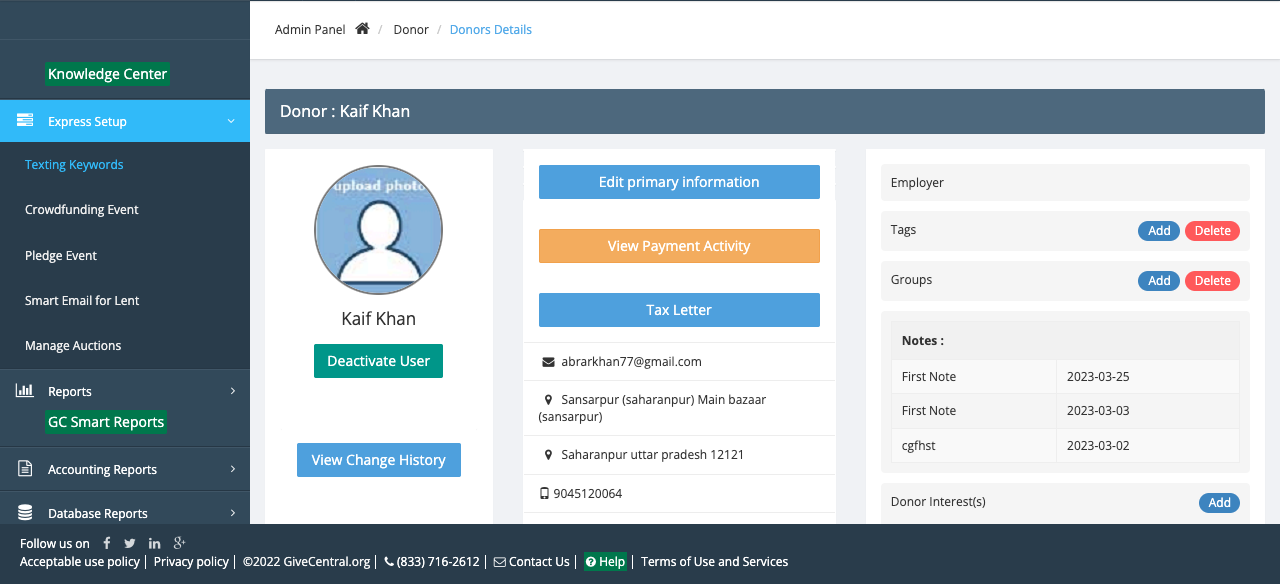 Admin Panel / Donor / Donors Details
Knowledge Center
Express Setup
Texting Keywords
Crowdfunding Event
Pledge Event
Smart Email for Lent
Manage Auctions
Reports
GC Smart Reports
Accounting Reports
Database Reports
Donor : Kaif Khan
upload photo
Kaif Khan
Deactivate User
View Change History
Edit primary information
View Payment Activity
Tax Letter
abrarkhan77@gmail.com
Sansarpur (saharanpur) Main bazaar
(sansarpur)
Saharanpur uttar pradesh 12121
9045120064
Employer
Tags Add Delete
Groups Add Delete
Notes :
First Note 2023-03-25
First Note 2023-03-03
cgfhst 2023-03-02
Donor Interest(s) Add
Follow us on
Acceptable use policy | Privacy policy | ©2022 GiveCentral.org | (833) 716-2612 | Contact Us | Help | Terms of Use and Services